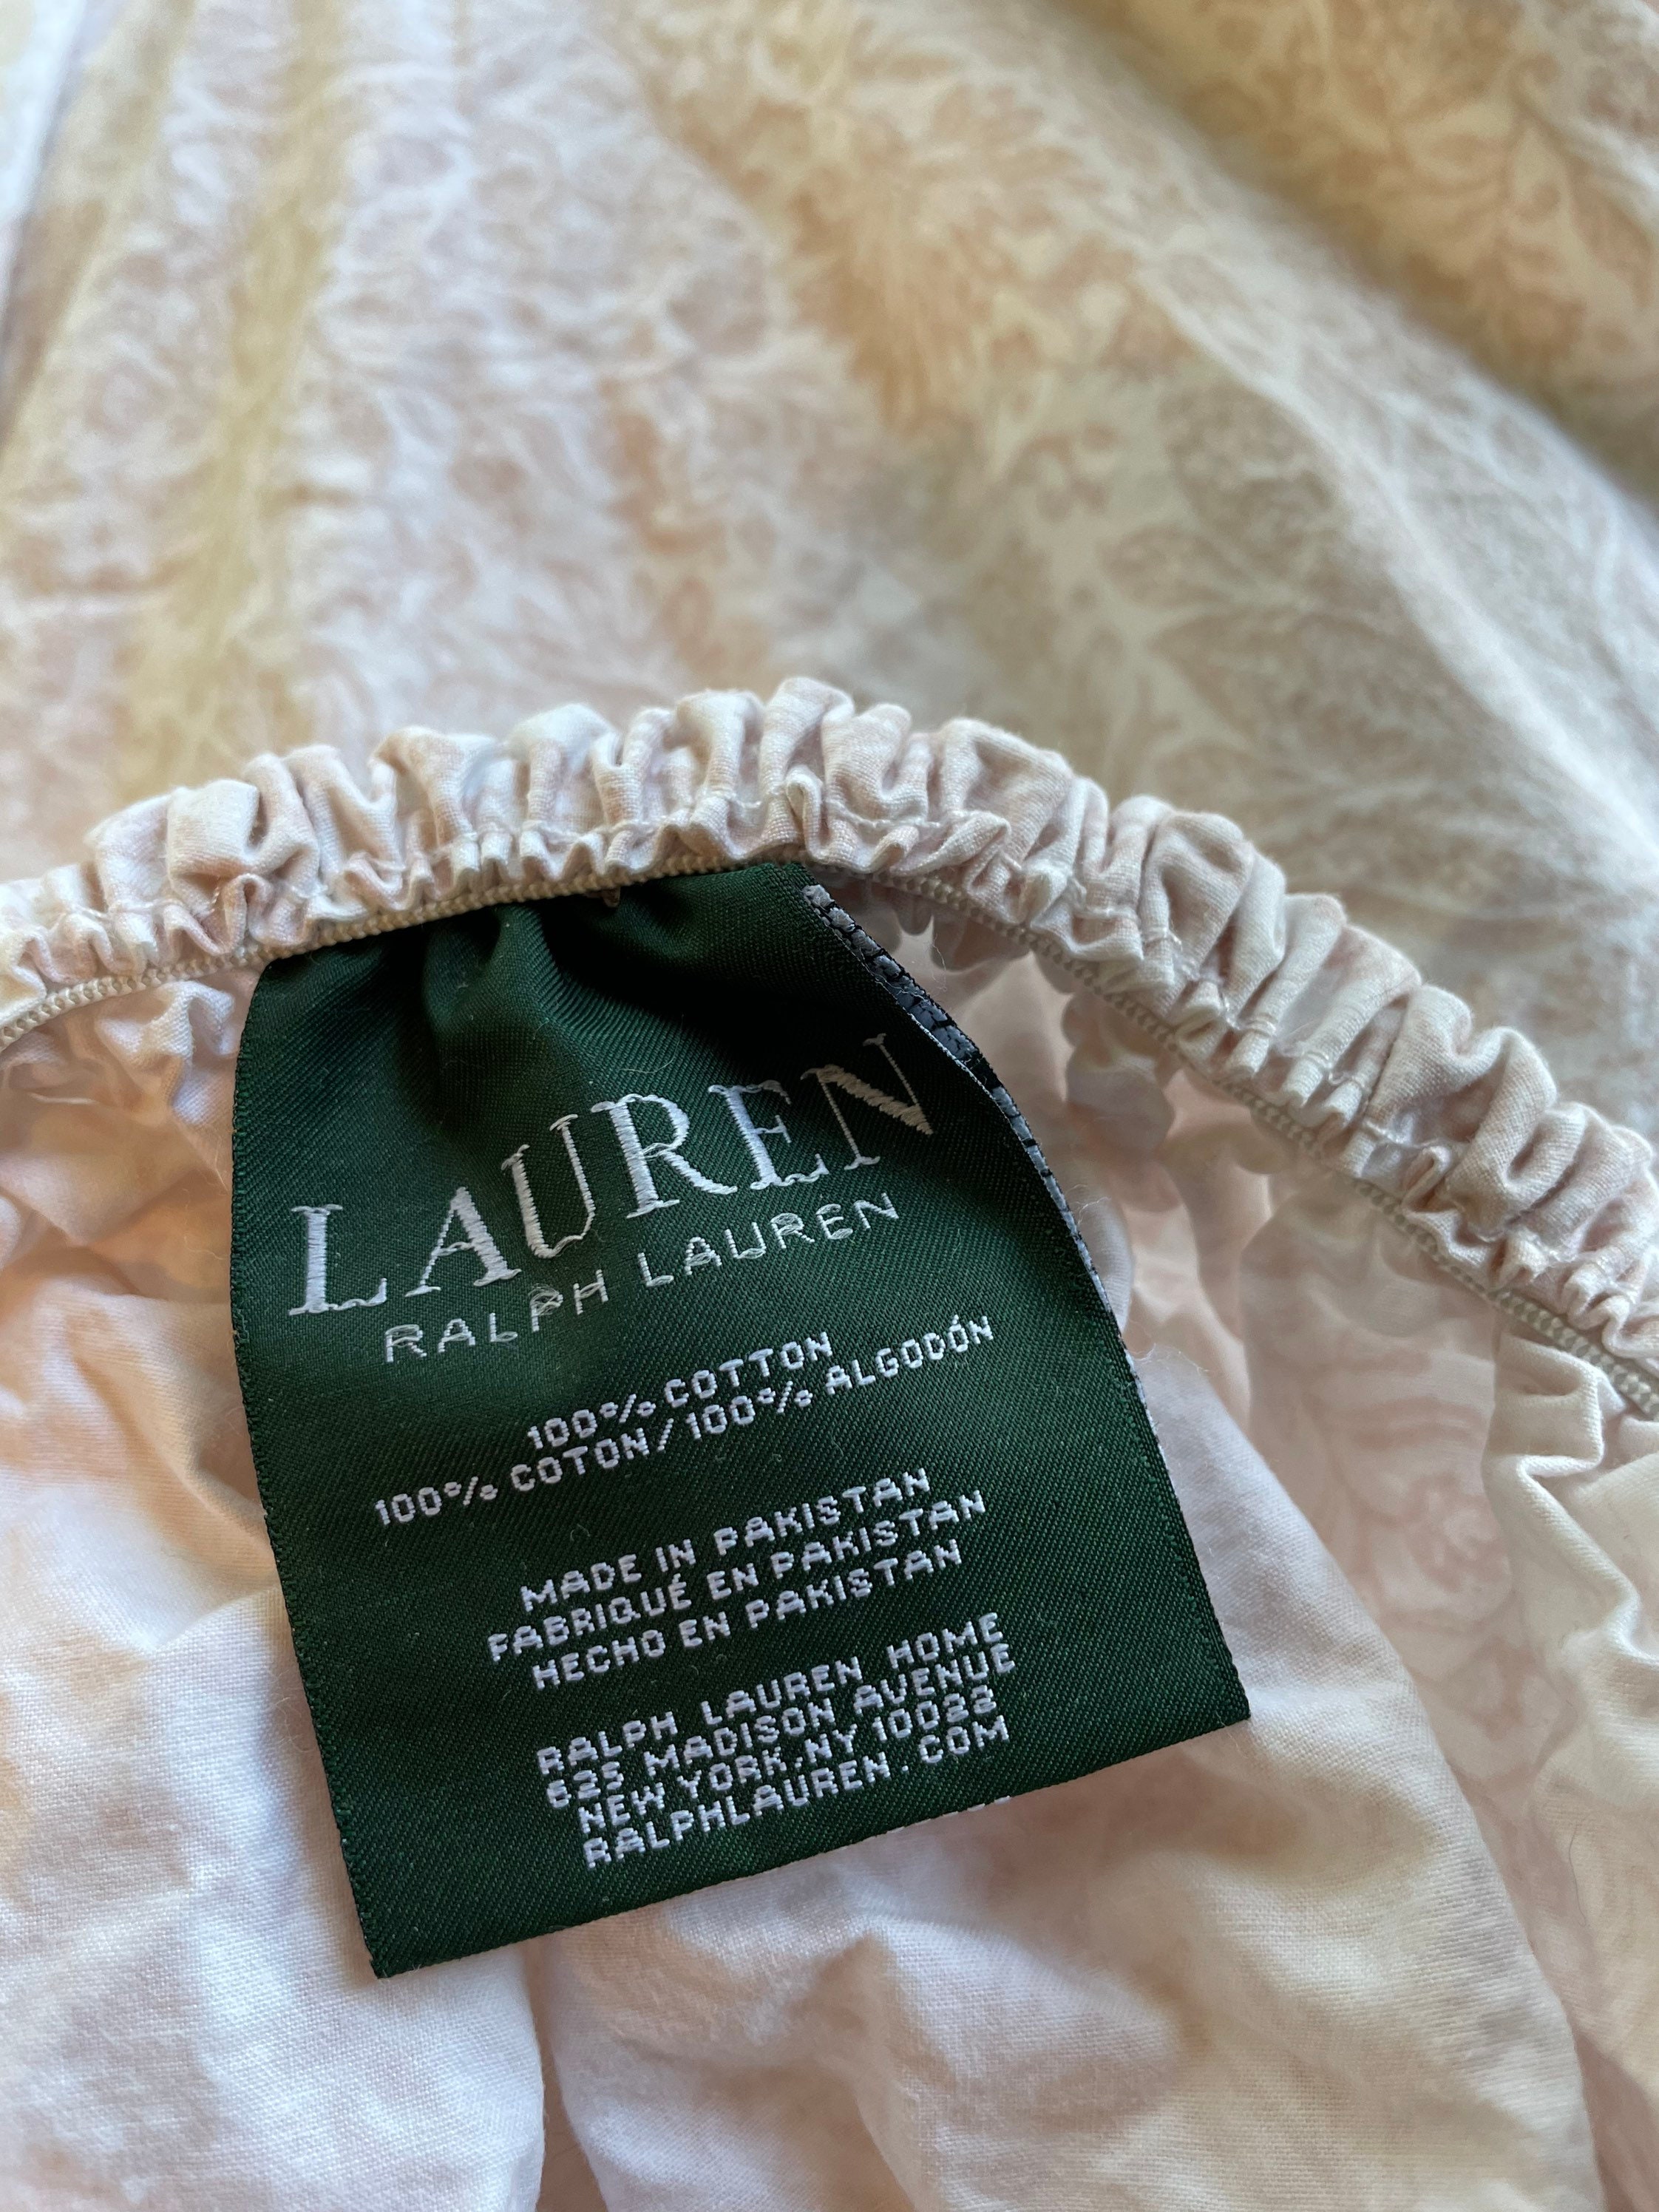 LAUREN
RALPH LAUREN
100% COTTON
100% COTON/100% ALGODÓN
MADE IN PAKISTAN
FABRIQUÉ EN PAKISTAN
HECHO EN PAKISTAN
RALPH LAUREN HOME
625 MADISON AVENUE
NEW YORK, NY 10022
RALPHLAUREN.COM